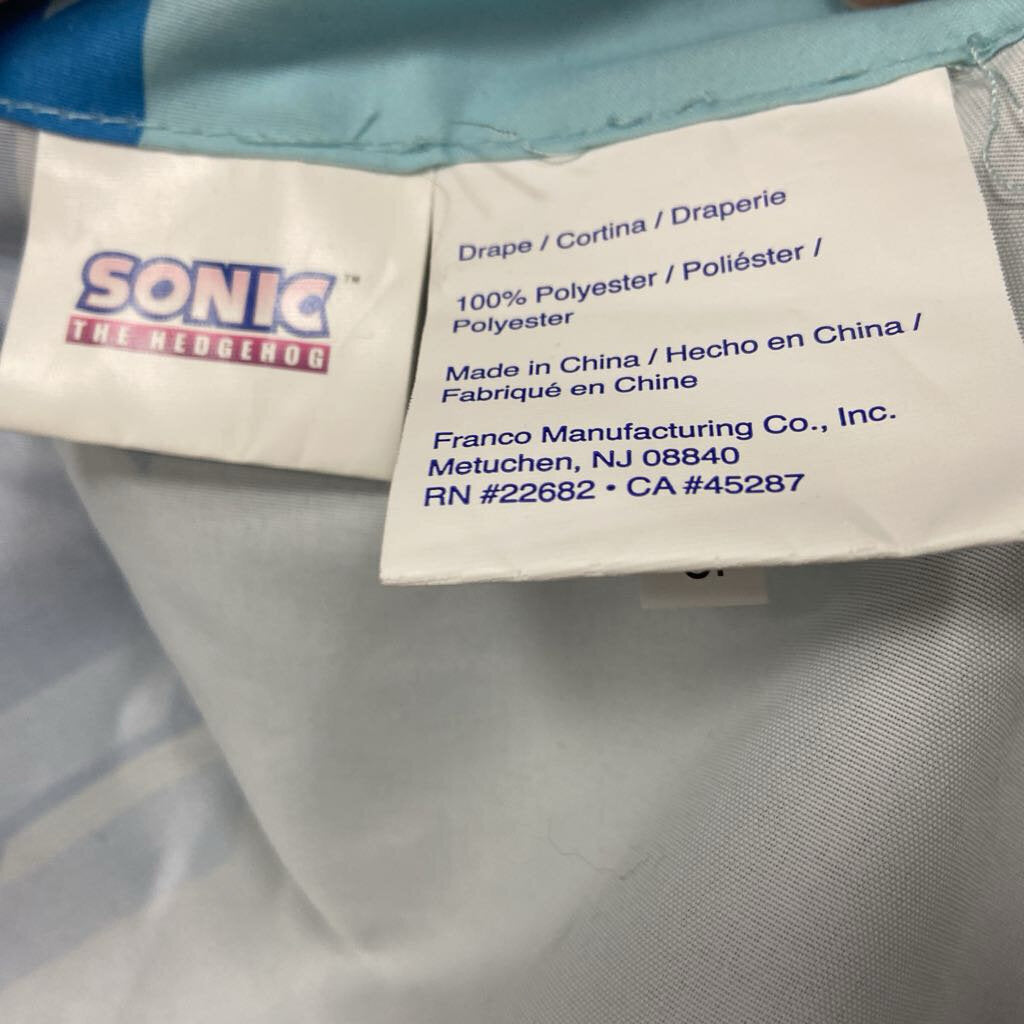 SONIC™
THE HEDGEHOG
Drape / Cortina / Draperie
100% Polyester / Poliéster /
Polyester
Made in China / Hecho en China /
Fabriqué en Chine
Franco Manufacturing Co., Inc.
Metuchen, NJ 08840
RN #22682 • CA #45287